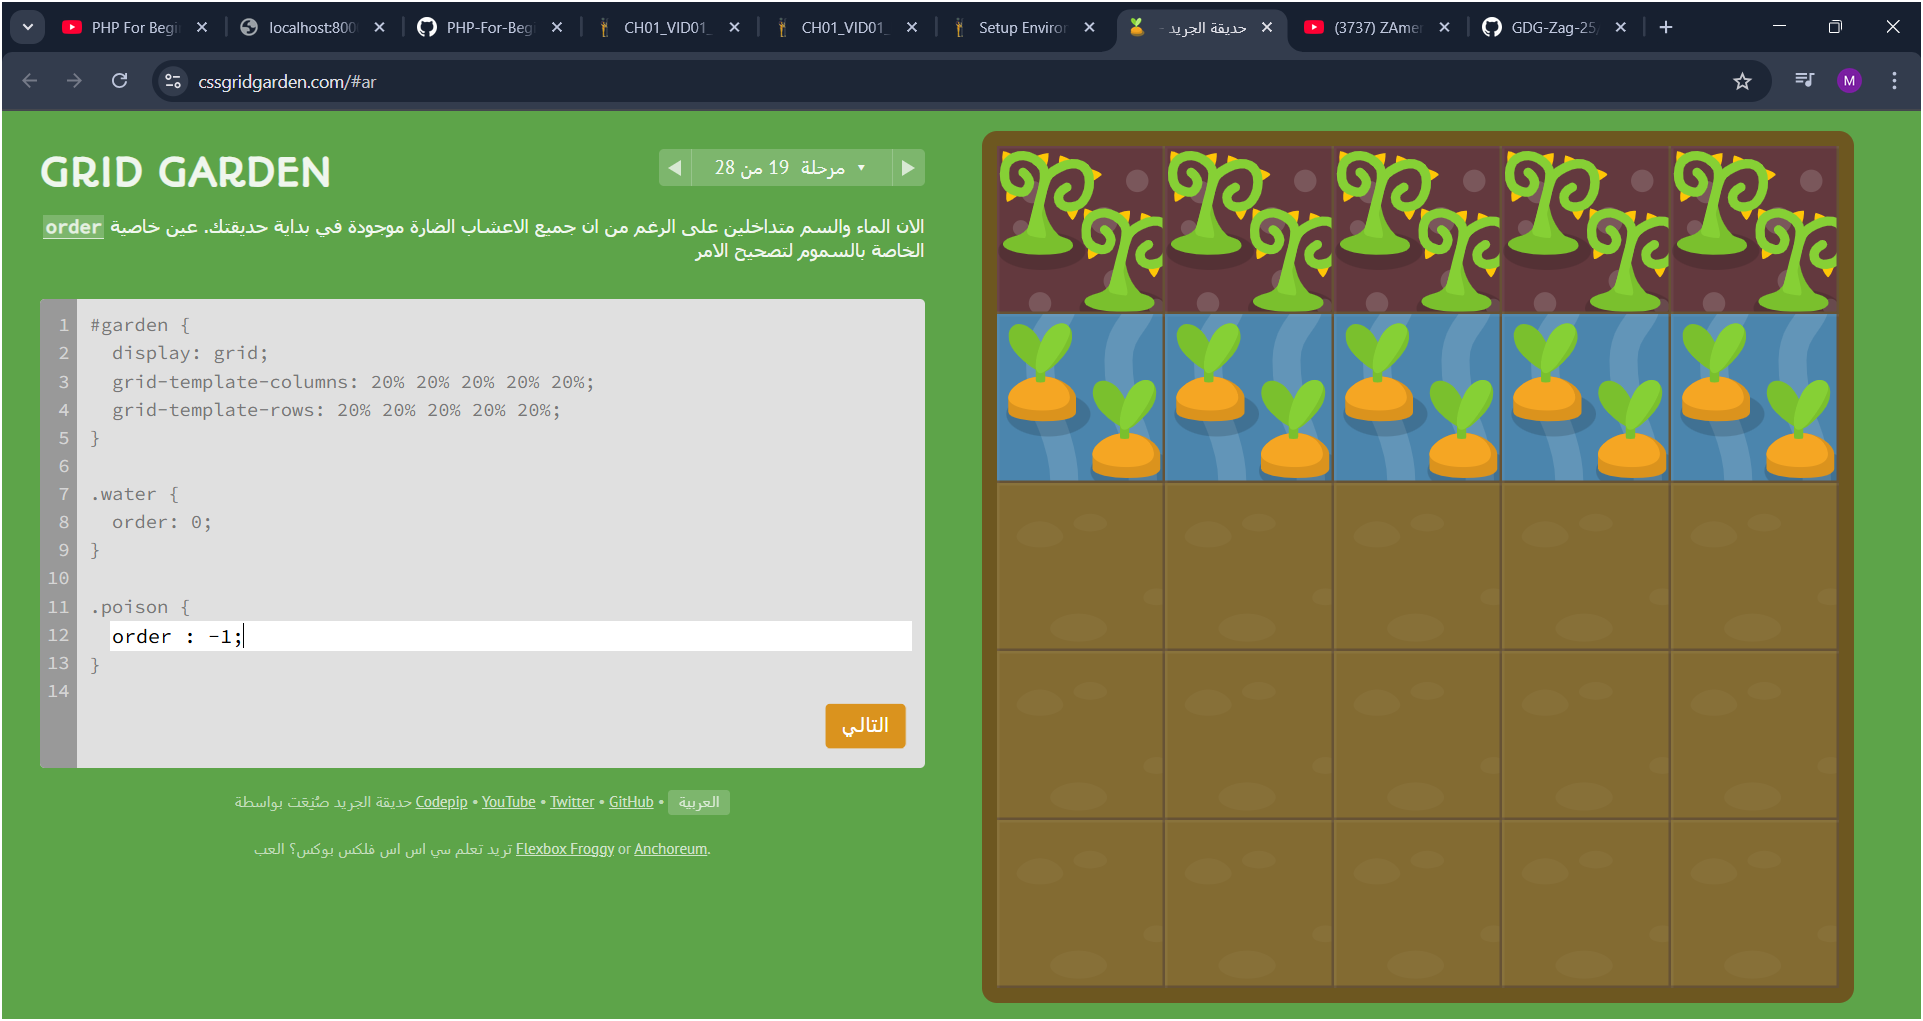 PHP For Begi
localhost:800
PHP-For-Beg
CH01_VID01_
CH01_VID01_
Setup Enviror
حديقة الجريد -
(3737) ZAmer
GDG-Zag-25/
cssgridgarden.com/#ar
M
GRID GARDEN
مرحلة 19 من 28
الان الماء والسم متداخلين على الرغم من ان جميع الاعشاب الضارة موجودة في بداية حديقتك. عين خاصية order
الخاصة بالسموم لتصحيح الامر
1 #garden {
2   display: grid;
3   grid-template-columns: 20% 20% 20% 20% 20%;
4   grid-template-rows: 20% 20% 20% 20% 20%;
5 }
6
7 .water {
8   order: 0;
9 }
10
11 .poison {
12   order : -1;
13 }
14
التالي
حديقة الجريد صُنِعَت بواسطة Codepip • YouTube • Twitter • GitHub • العربية
تريد تعلم سي اس اس فلكس بوكس؟ العب Flexbox Froggy or Anchoreum.